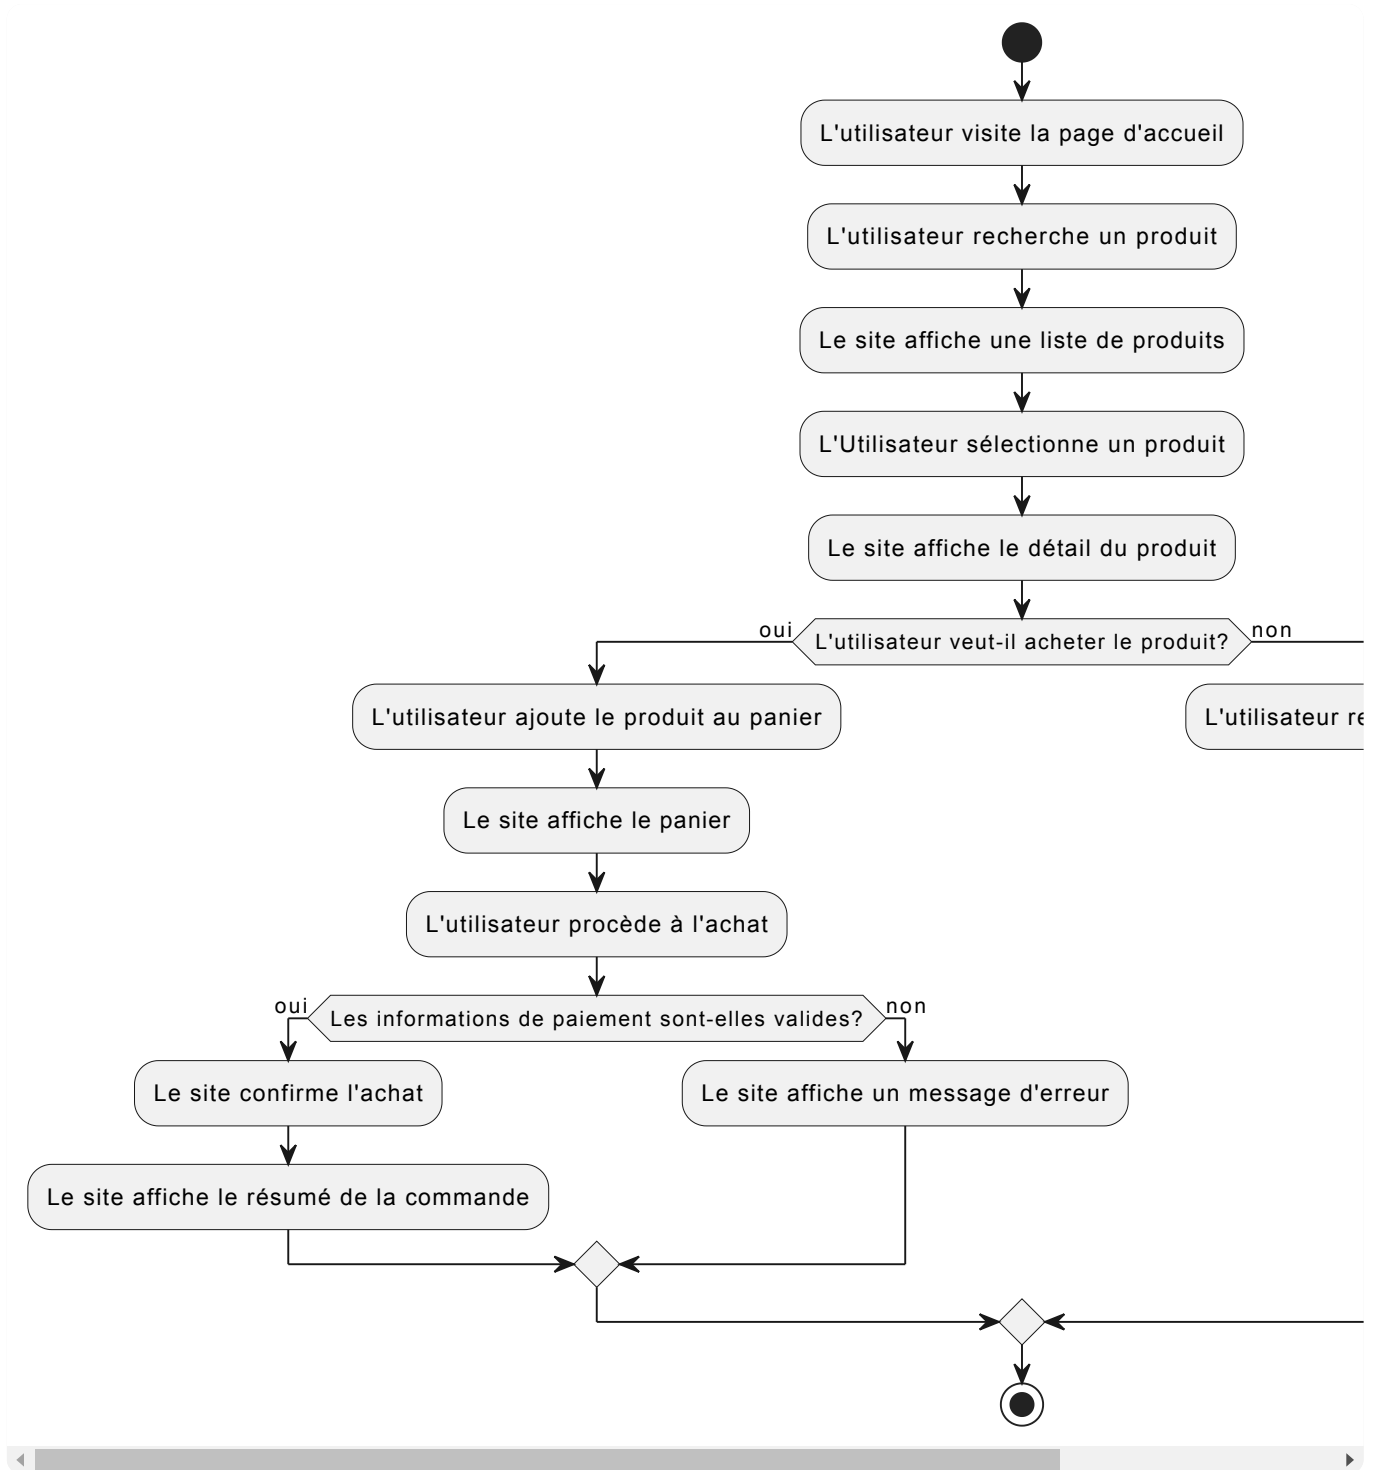 L'utilisateur visite la page d'accueil
L'utilisateur recherche un produit
Le site affiche une liste de produits
L'Utilisateur sélectionne un produit
Le site affiche le détail du produit
oui
L'utilisateur veut-il acheter le produit?
non
L'utilisateur ajoute le produit au panier
L'utilisateur
Le site affiche le panier
L'utilisateur procède à l'achat
oui
Les informations de paiement sont-elles valides?
non
Le site confirme l'achat
Le site affiche un message d'erreur
Le site affiche le résumé de la commande